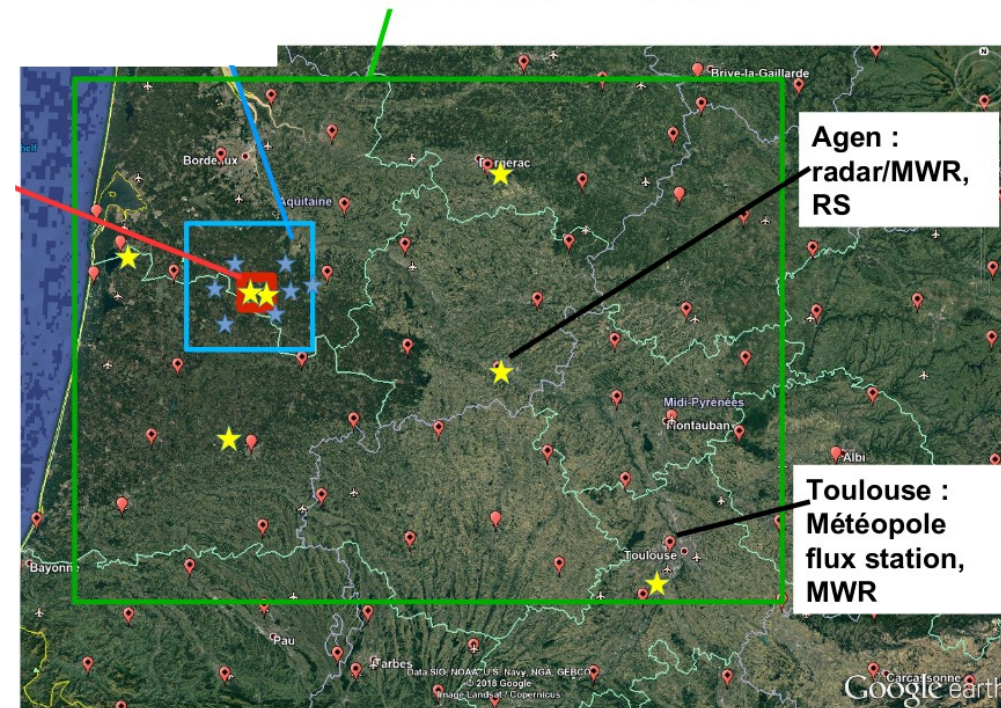 Brive-la-Gaillarde
Agen :
radar/MWR,
RS
Bordeaux
Bergerac
Aquitaine
Midi-Pyrénées
Montauban
Albi
Toulouse :
Météopole
flux station,
MWR
Toulouse
Bayonne
Pau
Tarbes
Data SIO, NOAA, U.S. Navy, NGA, GEBCO
© 2018 Google
Image Landsat / Copernicus
Carcassonne
Google earth
N